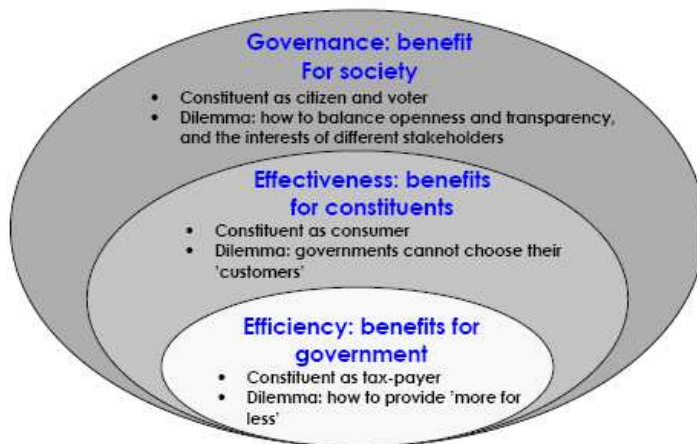 Governance: benefit
For society
• Constituent as citizen and voter
• Dilemma: how to balance openness and transparency,
and the interests of different stakeholders
Effectiveness: benefits
for constituents
• Constituent as consumer
• Dilemma: governments cannot choose their
'customers'
Efficiency: benefits for
government
• Constituent as tax-payer
• Dilemma: how to provide 'more for
less'